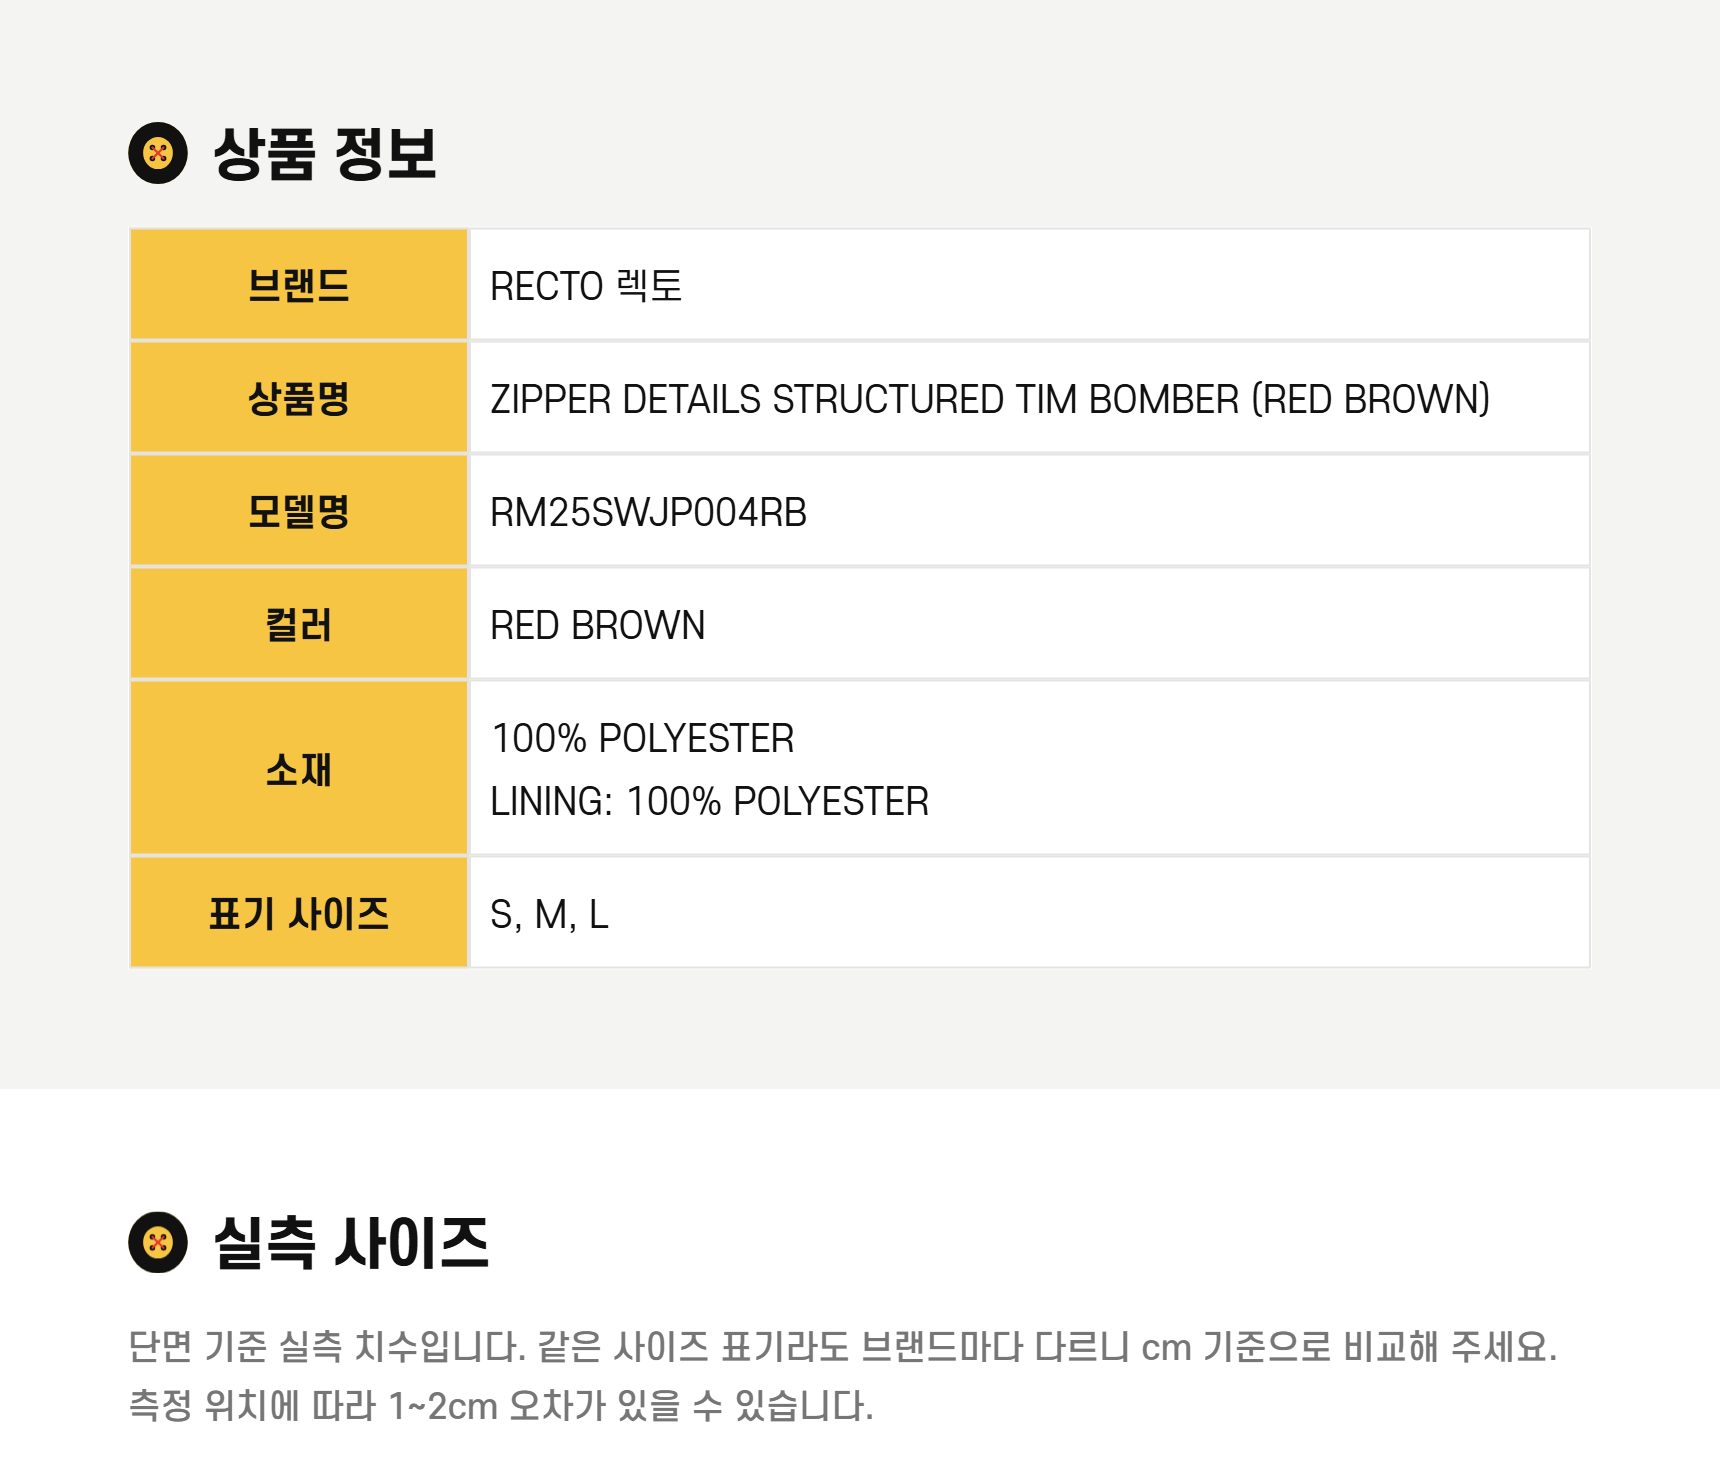 상품 정보
브랜드
RECTO 렉토
상품명
ZIPPER DETAILS STRUCTURED TIM BOMBER (RED BROWN)
모델명
RM25SWJP004RB
컬러
RED BROWN
소재
100% POLYESTER
LINING: 100% POLYESTER
표기 사이즈
S, M, L
실측 사이즈
단면 기준 실측 치수입니다. 같은 사이즈 표기라도 브랜드마다 다르니 cm 기준으로 비교해 주세요.
측정 위치에 따라 1~2cm 오차가 있을 수 있습니다.